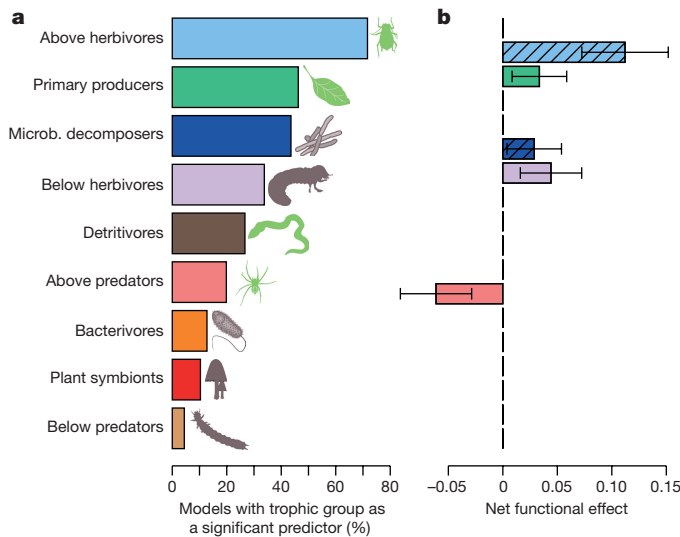 a
b
Above herbivores
Primary producers
Microb. decomposers
Below herbivores
Detritivores
Above predators
Bacterivores
Plant symbionts
Below predators
0 20 40 60 80
Models with trophic group as
a significant predictor (%)
−0.05 0 0.05 0.10 0.15
Net functional effect